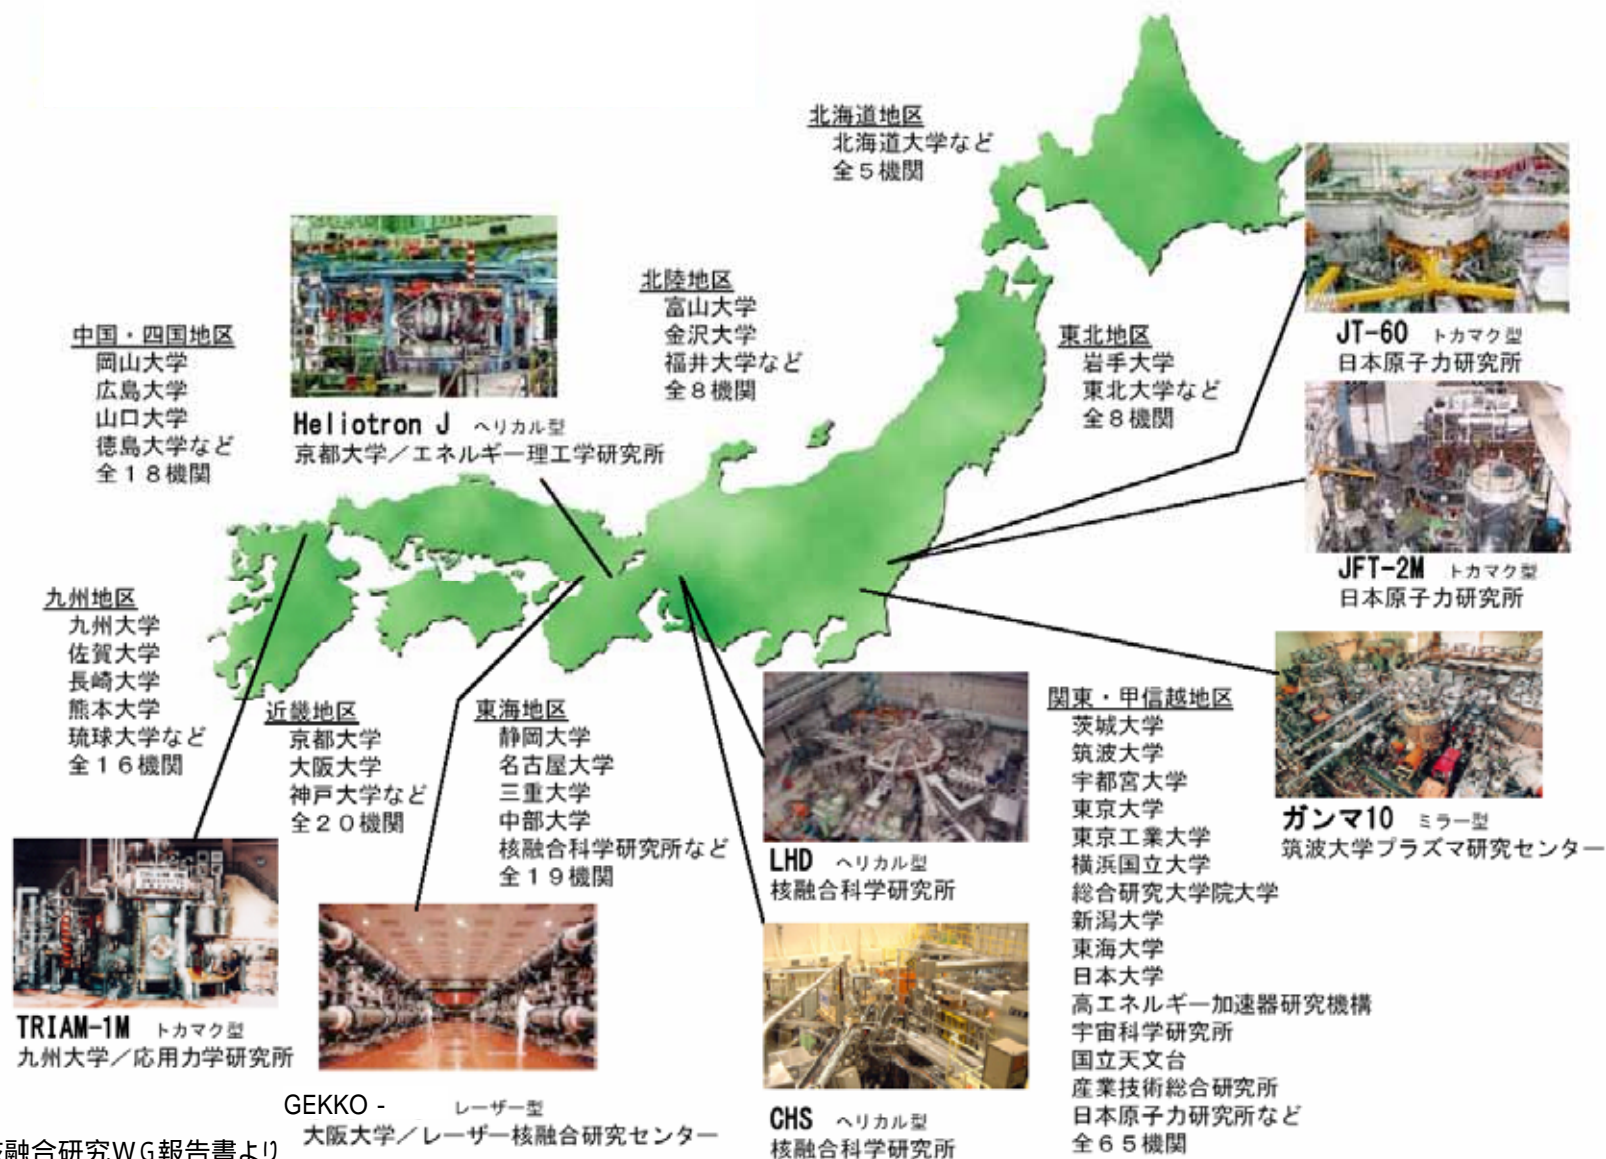 北海道地区
北海道大学など
全５機関
JT-60 トカマク型
日本原子力研究所
北陸地区
富山大学
金沢大学
福井大学など
全８機関
東北地区
岩手大学
東北大学など
全８機関
中国・四国地区
岡山大学
広島大学
山口大学
徳島大学など
全１８機関
Heliotron J ヘリカル型
京都大学／エネルギー理工学研究所
JFT-2M トカマク型
日本原子力研究所
九州地区
九州大学
佐賀大学
長崎大学
熊本大学
琉球大学など
全１６機関
近畿地区
京都大学
大阪大学
神戸大学など
全２０機関
東海地区
静岡大学
名古屋大学
三重大学
中部大学
核融合科学研究所など
全１９機関
関東・甲信越地区
茨城大学
筑波大学
宇都宮大学
東京大学
東京工業大学
横浜国立大学
総合研究大学院大学
新潟大学
東海大学
日本大学
高エネルギー加速器研究機構
宇宙科学研究所
国立天文台
産業技術総合研究所
日本原子力研究所など
全６５機関
ガンマ10 ミラー型
筑波大学プラズマ研究センター
LHD ヘリカル型
核融合科学研究所
TRIAM-1M トカマク型
九州大学／応用力学研究所
GEKKO - レーザー型
大阪大学／レーザー核融合研究センター
CHS ヘリカル型
核融合科学研究所
融合研究WG報告書より